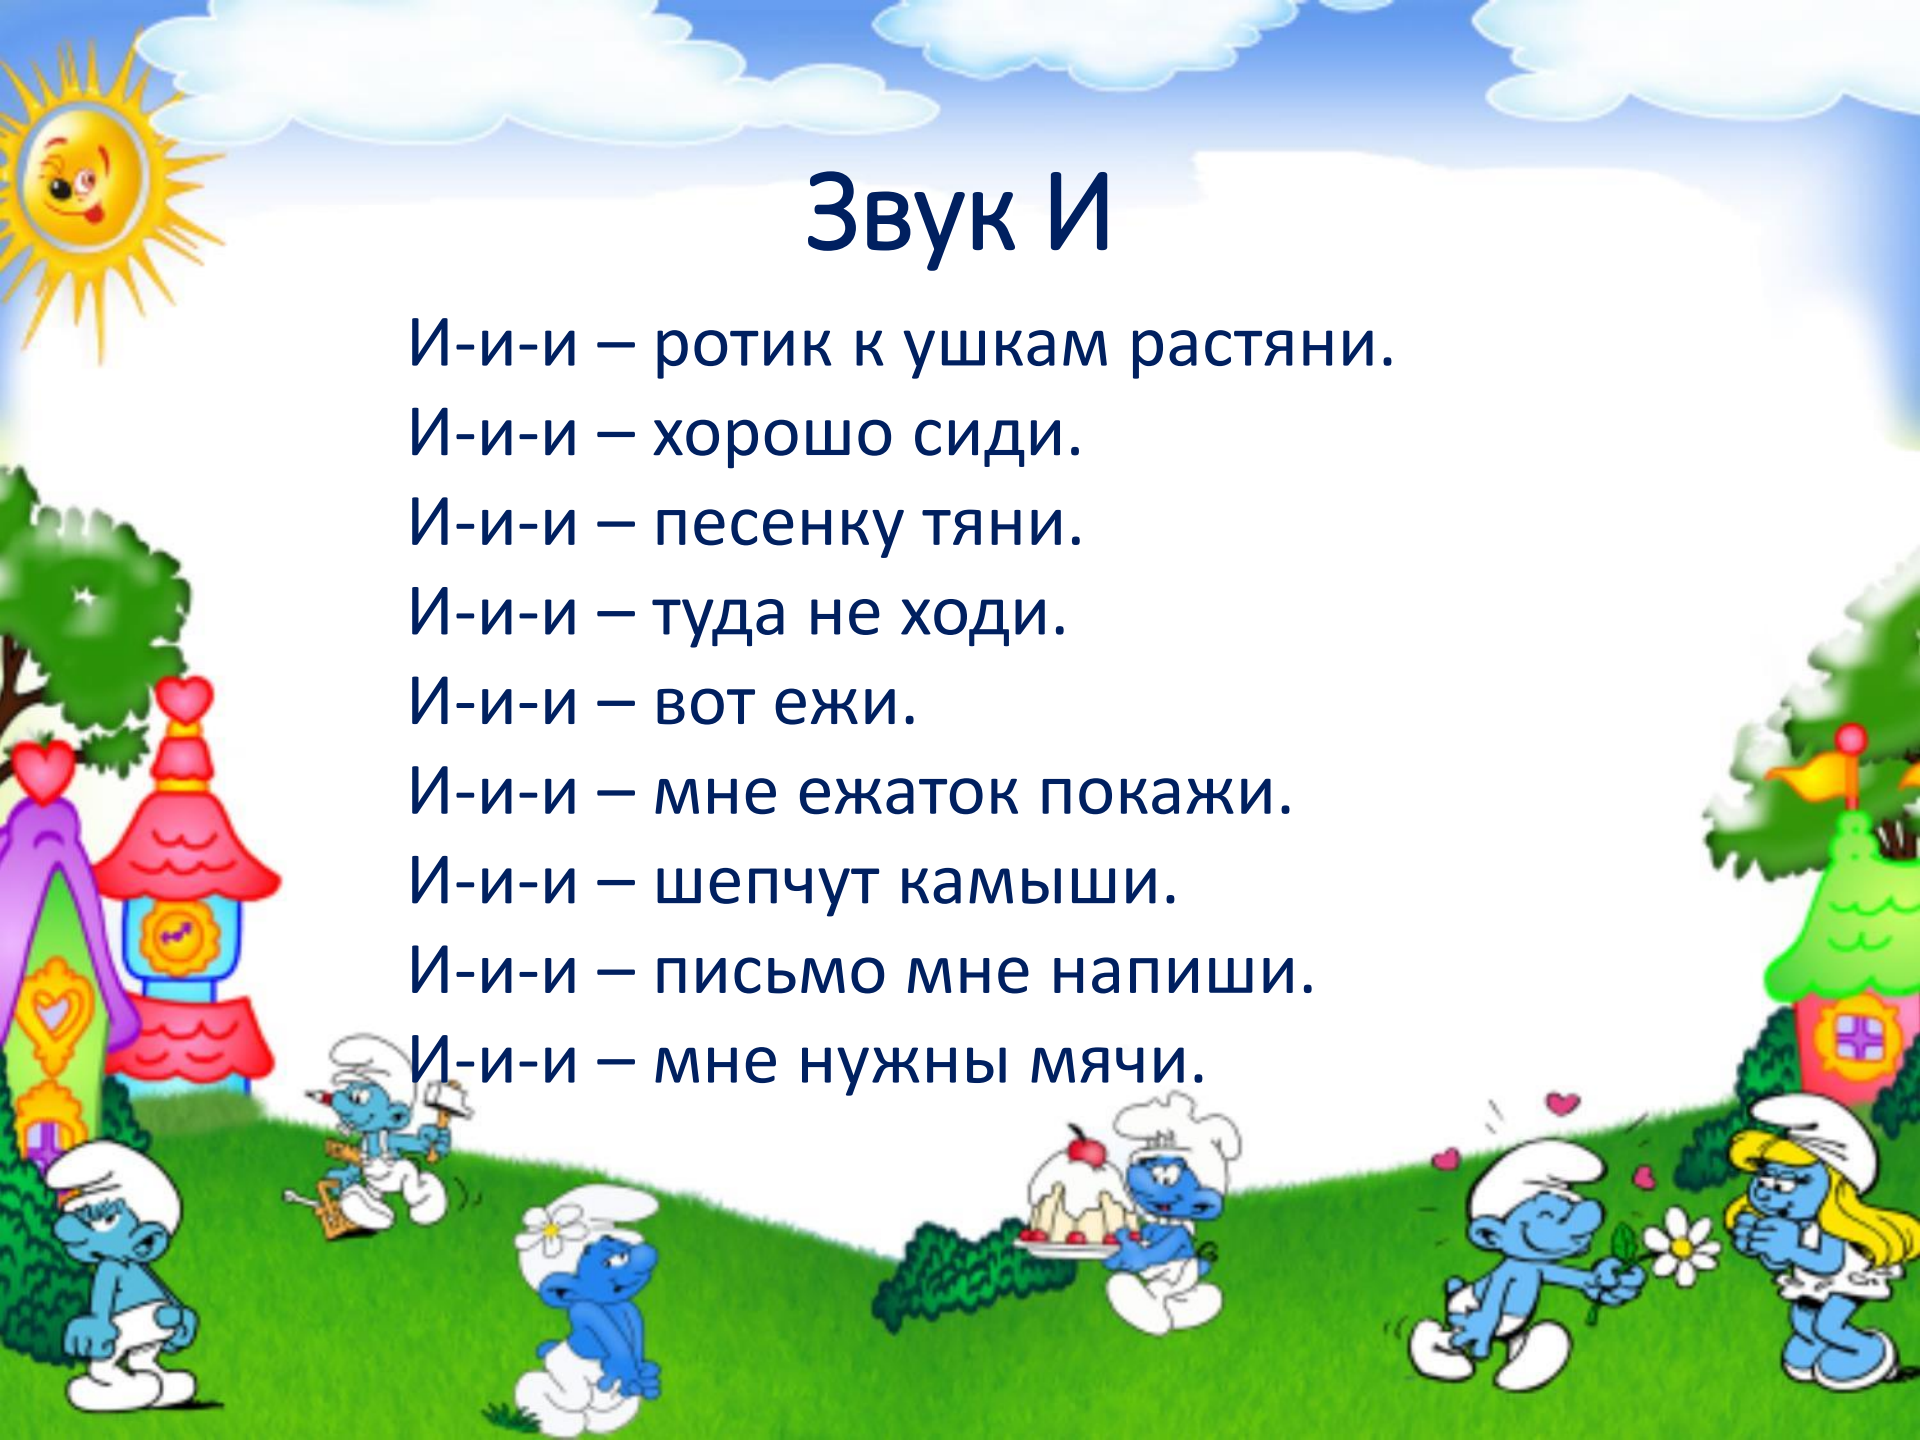 Звук И
И-и-и – ротик к ушкам растяни.
И-и-и – хорошо сиди.
И-и-и – песенку тяни.
И-и-и – туда не ходи.
И-и-и – вот ежи.
И-и-и – мне ежаток покажи.
И-и-и – шепчут камыши.
И-и-и – письмо мне напиши.
И-и-и – мне нужны мячи.